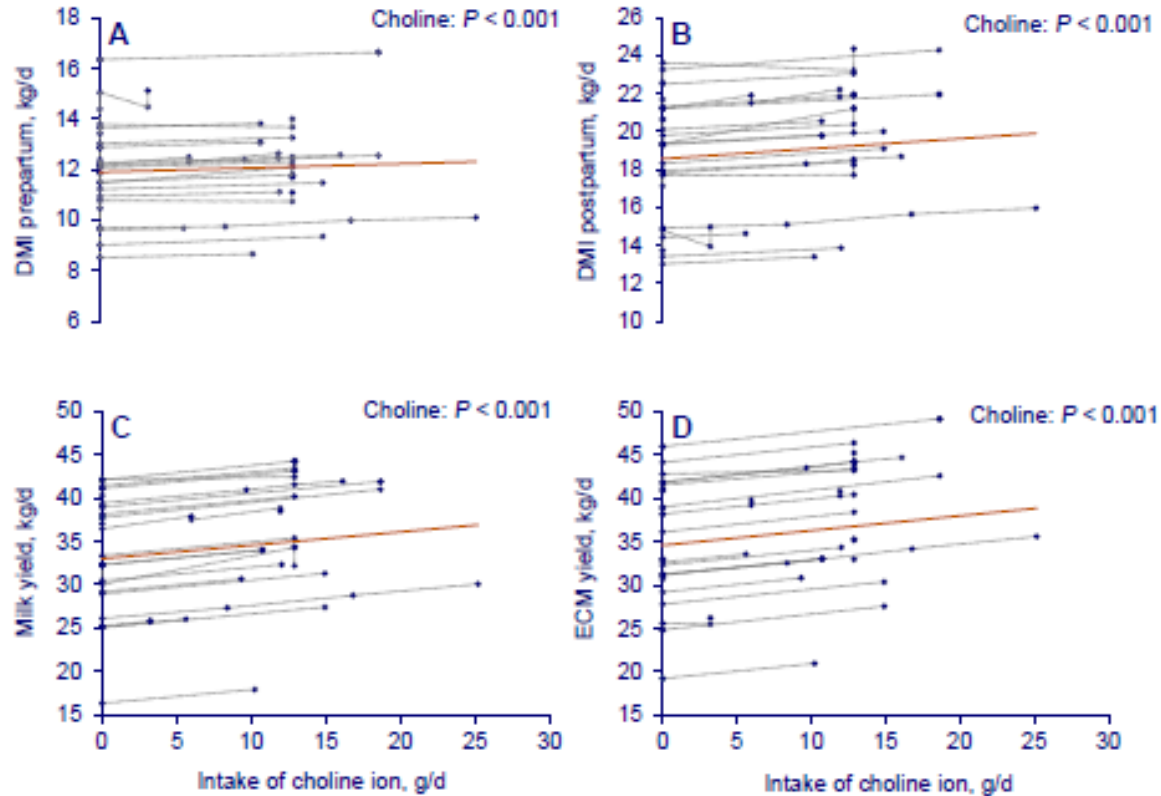 A
Choline: P < 0.001
DMI prepartum, kg/d
18
16
14
12
10
8
6
B
Choline: P < 0.001
DMI postpartum, kg/d
26
24
22
20
18
16
14
12
10
C
Choline: P < 0.001
Milk yield, kg/d
50
45
40
35
30
25
20
15
0 5 10 15 20 25 30
Intake of choline ion, g/d
D
Choline: P < 0.001
ECM yield, kg/d
50
45
40
35
30
25
20
15
0 5 10 15 20 25 30
Intake of choline ion, g/d